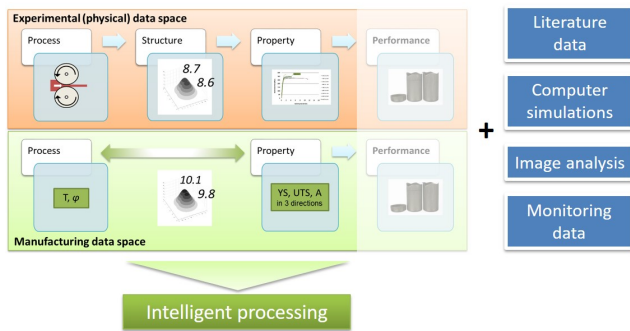 Experimental (physical) data space
Process
Structure
Property
Performance
8.7
8.6
Process
Property
Performance
T, φ
10.1
9.8
YS, UTS, A
in 3 directions
Manufacturing data space
Intelligent processing
+
Literature
data
Computer
simulations
Image analysis
Monitoring
data